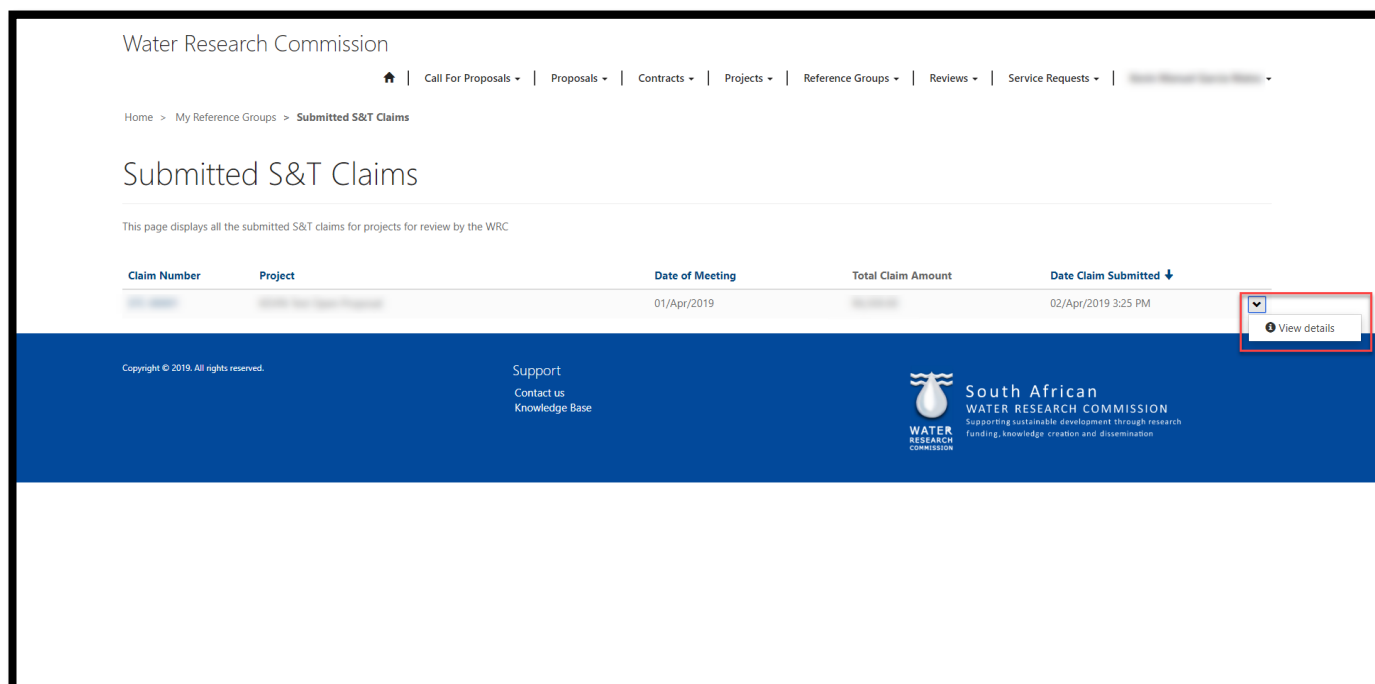 Water Research Commission
Call For Proposals Proposals Contracts Projects Reference Groups Reviews Service Requests
Home > My Reference Groups > Submitted S&T Claims
Submitted S&T Claims
This page displays all the submitted S&T claims for projects for review by the WRC
Claim Number Project Date of Meeting Total Claim Amount Date Claim Submitted
01/Apr/2019 02/Apr/2019 3:25 PM
View details
Copyright © 2019. All rights reserved.
Support
Contact us
Knowledge Base
WATER
RESEARCH
COMMISSION
South African
WATER RESEARCH COMMISSION
Supporting sustainable development through research
funding, knowledge creation and dissemination